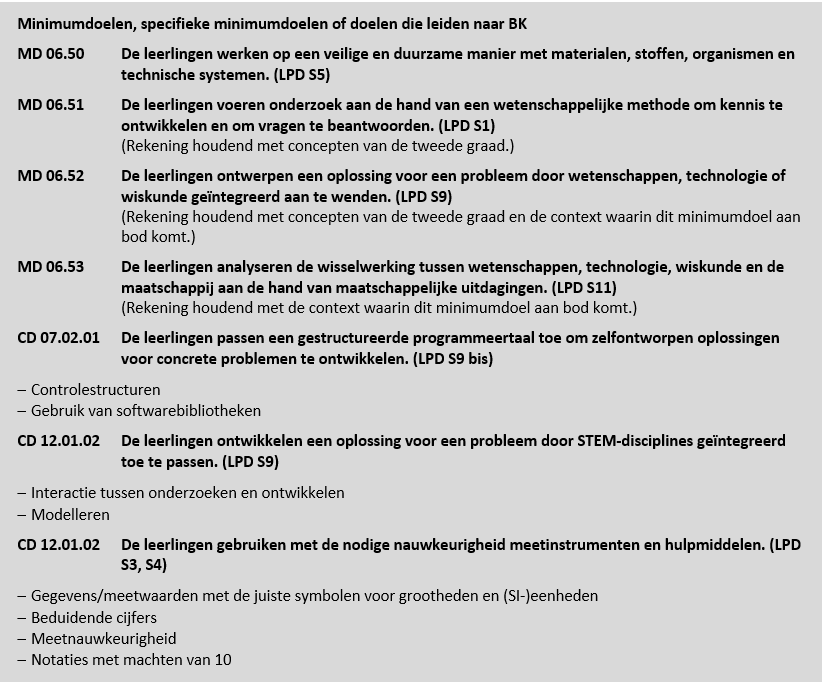 Minimumdoelen, specifieke minimumdoelen of doelen die leiden naar BK
MD 06.50 De leerlingen werken op een veilige en duurzame manier met materialen, stoffen, organismen en
technische systemen. (LPD S5)
MD 06.51 De leerlingen voeren onderzoek aan de hand van een wetenschappelijke methode om kennis te
ontwikkelen en om vragen te beantwoorden. (LPD S1)
(Rekening houdend met concepten van de tweede graad.)
MD 06.52 De leerlingen ontwerpen een oplossing voor een probleem door wetenschappen, technologie of
wiskunde geïntegreerd aan te wenden. (LPD S9)
(Rekening houdend met concepten van de tweede graad en de context waarin dit minimumdoel aan
bod komt.)
MD 06.53 De leerlingen analyseren de wisselwerking tussen wetenschappen, technologie, wiskunde en de
maatschappij aan de hand van maatschappelijke uitdagingen. (LPD S11)
(Rekening houdend met de context waarin dit minimumdoel aan bod komt.)
CD 07.02.01 De leerlingen passen een gestructureerde programmeertaal toe om zelfontworpen oplossingen
voor concrete problemen te ontwikkelen. (LPD S9 bis)
– Controlestructuren
– Gebruik van softwarebibliotheken
CD 12.01.02 De leerlingen ontwikkelen een oplossing voor een probleem door STEM-disciplines geïntegreerd
toe te passen. (LPD S9)
– Interactie tussen onderzoeken en ontwikkelen
– Modelleren
CD 12.01.02 De leerlingen gebruiken met de nodige nauwkeurigheid meetinstrumenten en hulpmiddelen. (LPD
S3, S4)
– Gegevens/meetwaarden met de juiste symbolen voor grootheden en (SI-)eenheden
– Beduidende cijfers
– Meetnauwkeurigheid
– Notaties met machten van 10